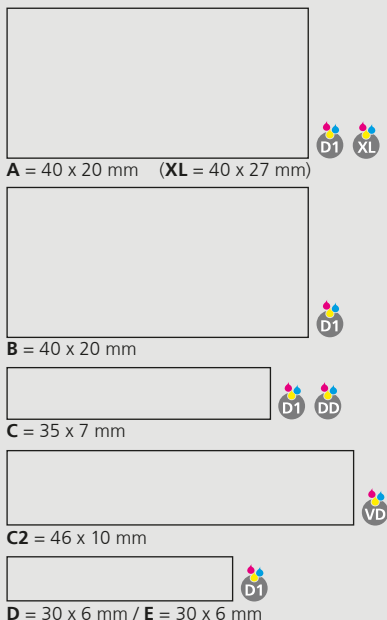 D1 XL
A = 40 x 20 mm (XL = 40 x 27 mm)
D1
B = 40 x 20 mm
D1 DD
C = 35 x 7 mm
VD
C2 = 46 x 10 mm
D1
D = 30 x 6 mm / E = 30 x 6 mm